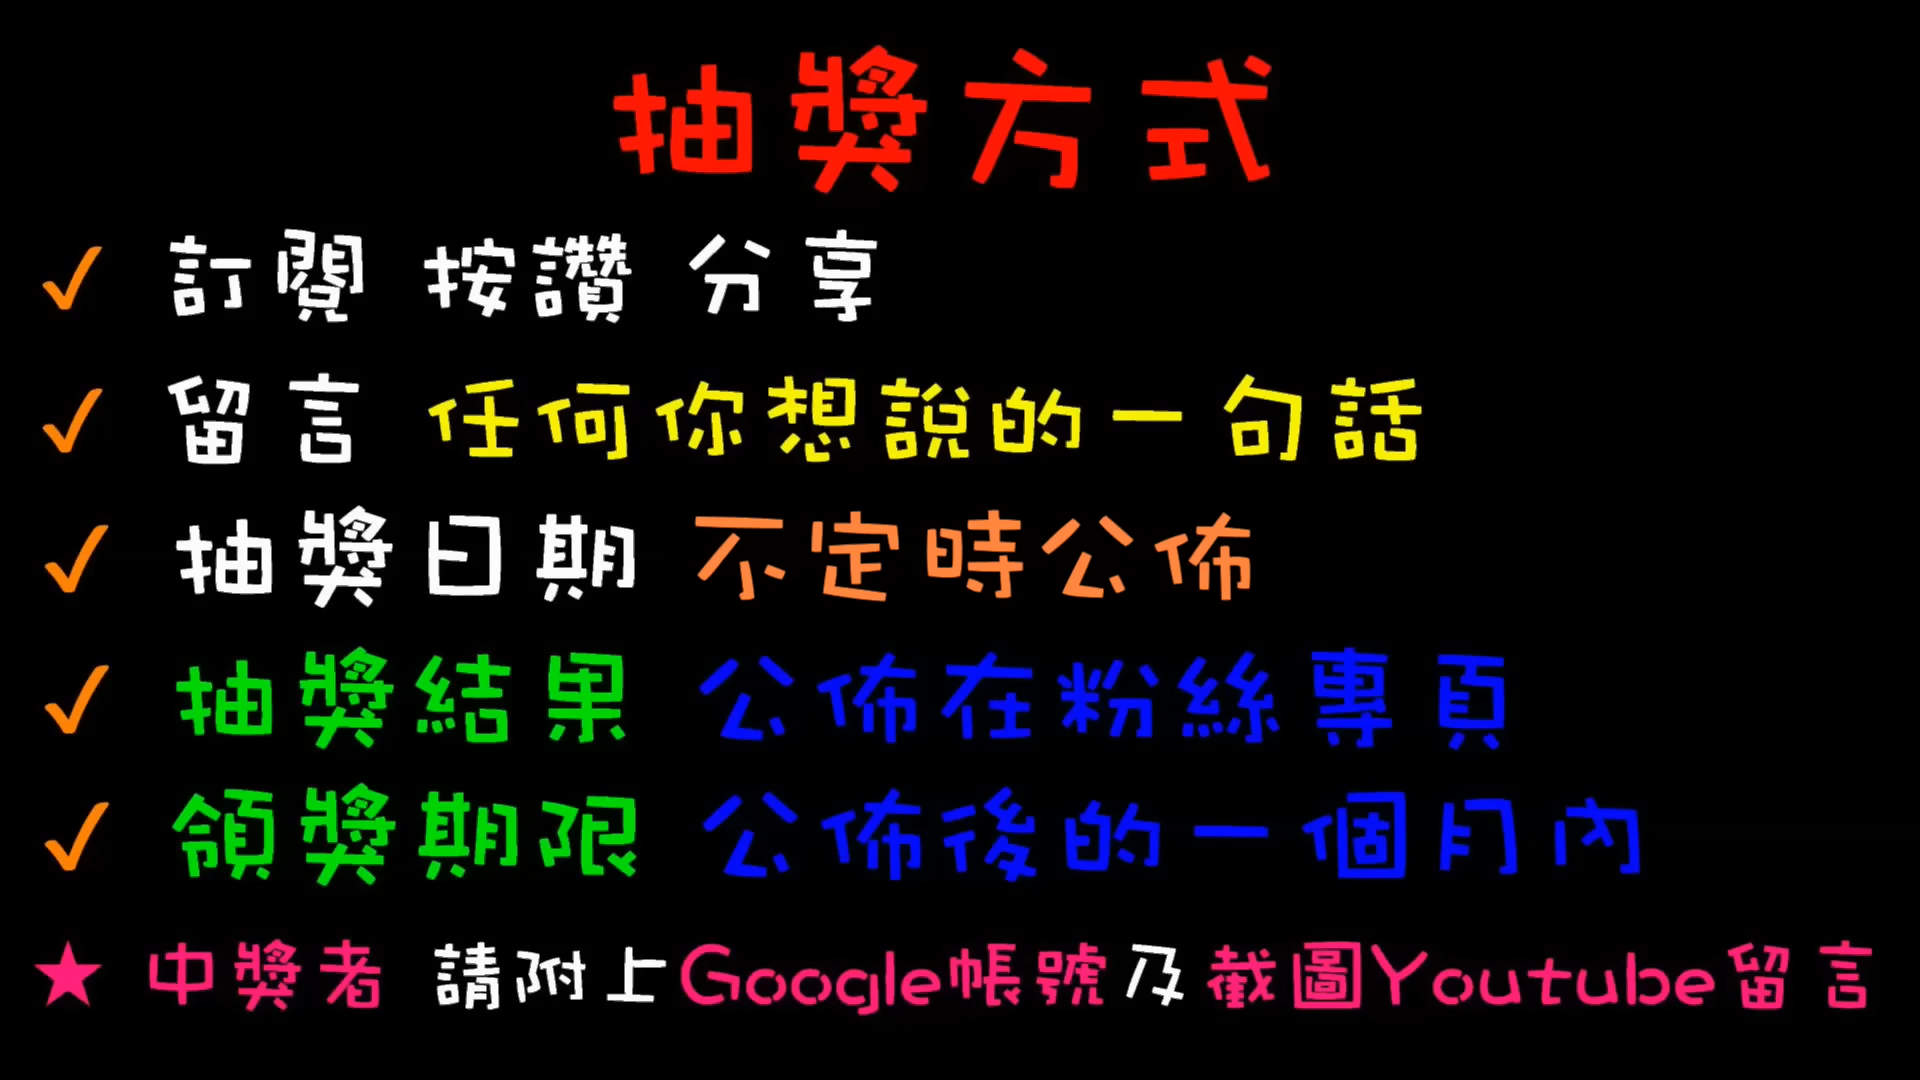 抽獎方式
✓ 訂閱 按讚 分享
✓ 留言 任何你想說的一句話
✓ 抽獎日期 不定時公佈
✓ 抽獎結果 公佈在粉絲專頁
✓ 領獎期限 公佈後的一個月內
★ 中獎者 請附上Google帳號及截圖Youtube留言